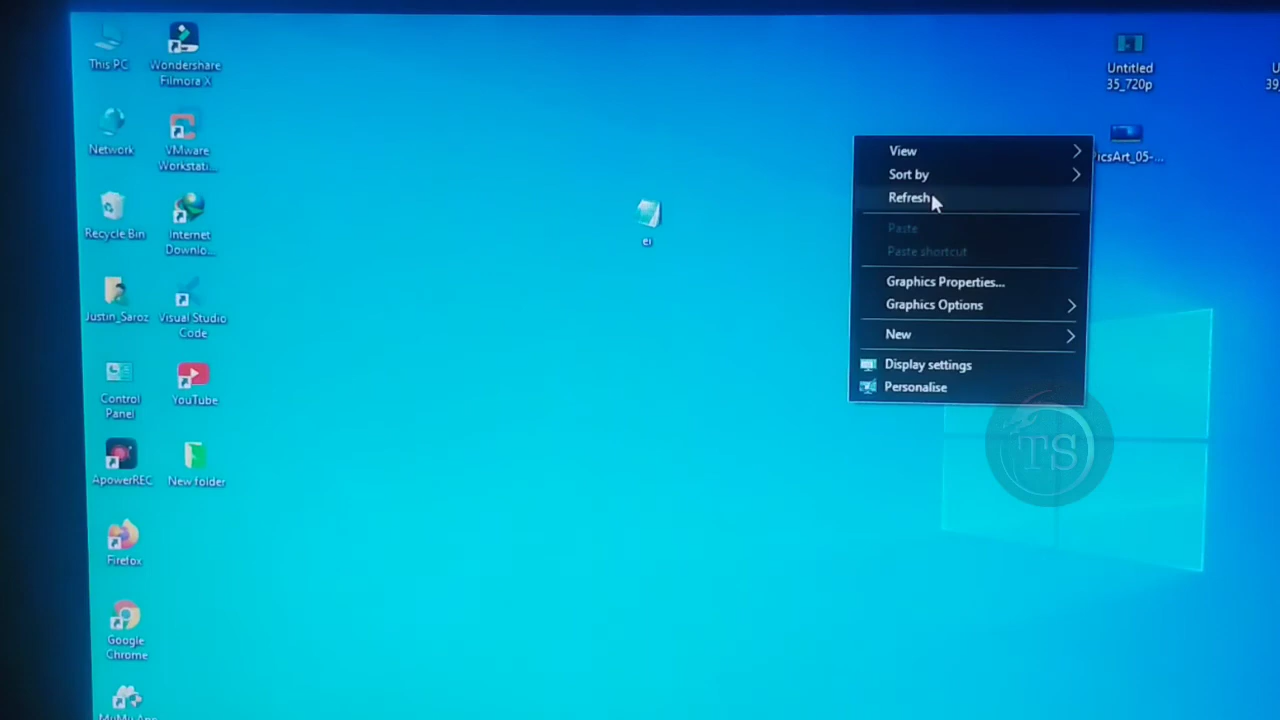 This PC
Wondershare
Filmora X
Network
VMware
Workstati...
Recycle Bin
Internet
Downlo...
Justin_Saroz
Visual Studio
Code
Control
Panel
YouTube
ApowerREC
New folder
Firefox
Google
Chrome
ei
View
Sort by
Refresh
Paste
Paste shortcut
Graphics Properties...
Graphics Options
New
Display settings
Personalise
TS
Untitled
35_720p
PicsArt_05-...